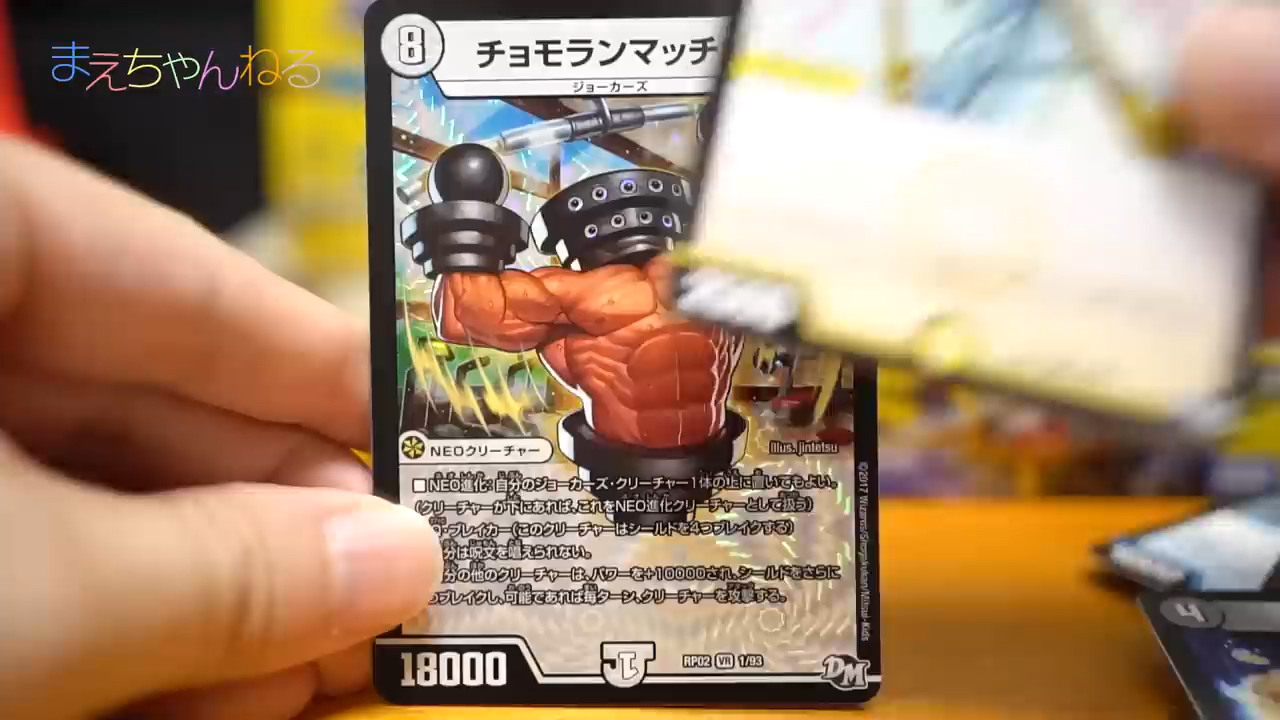 まえちゃんねる
8
チョモランマッチ
ジョーカーズ
NEOクリーチャー
Illus. jintetsu
■NEO進化:自分のジョーカーズ・クリーチャー1体の上に置いてもよい。
(クリーチャーが下にあれば、これをNEO進化クリーチャーとして扱う)
ブレイカー(このクリーチャーはシールドを4つブレイクする)
分は呪文を唱えられない。
分の他のクリーチャーは、パワーを+10000され、シールドをさらに
ブレイクし、可能であれば毎ターン、クリーチャーを攻撃する。
18000
J
RP02 VR 1/93
DM
©2017 Wizards/Shogakukan/Mitsui-Kids
4